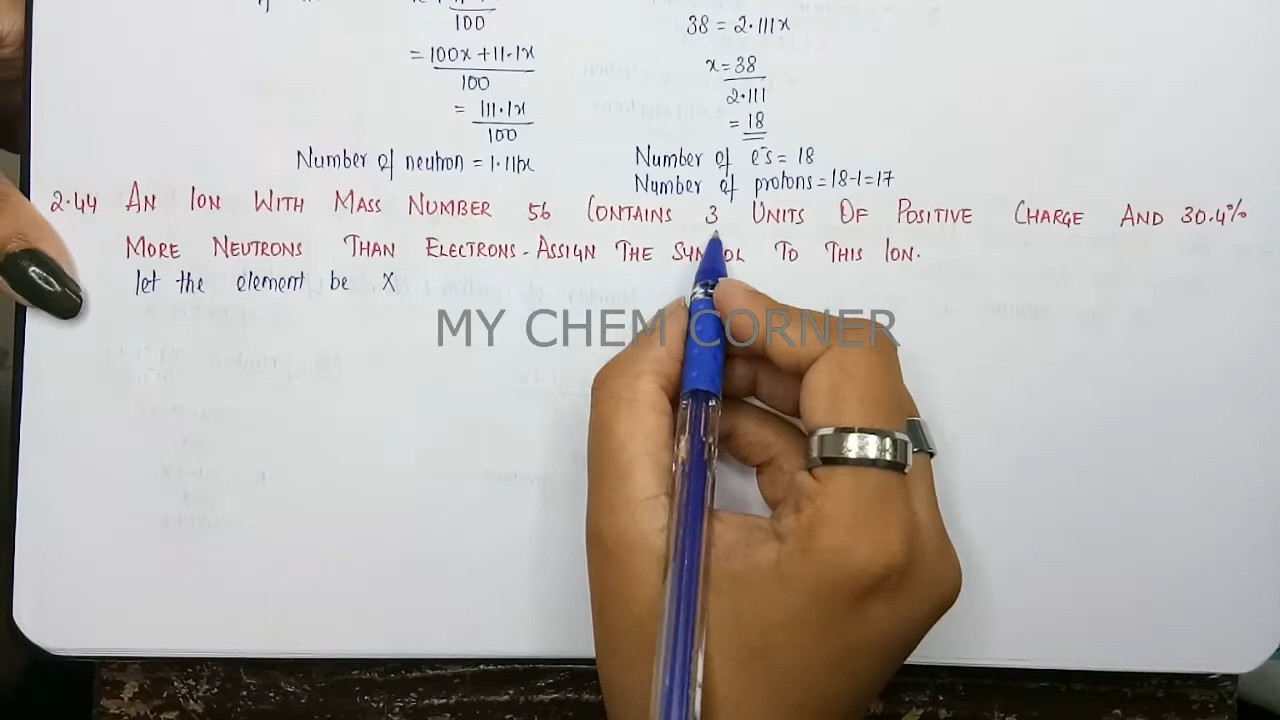 100
38 = 2.111x
= 100x + 11.1x
100
x = 38
2.111
= 111.1x
100
= 18
Number of neutron = 1.111x
Number of e⁻s = 18
Number of protons = 18-1 = 17
2.44 AN ION WITH MASS NUMBER 56 CONTAINS 3 UNITS OF POSITIVE CHARGE AND 30.4%
MORE NEUTRONS THAN ELECTRONS. ASSIGN THE SYMBOL TO THIS ION.
let the element be X
MY CHEM CORNER